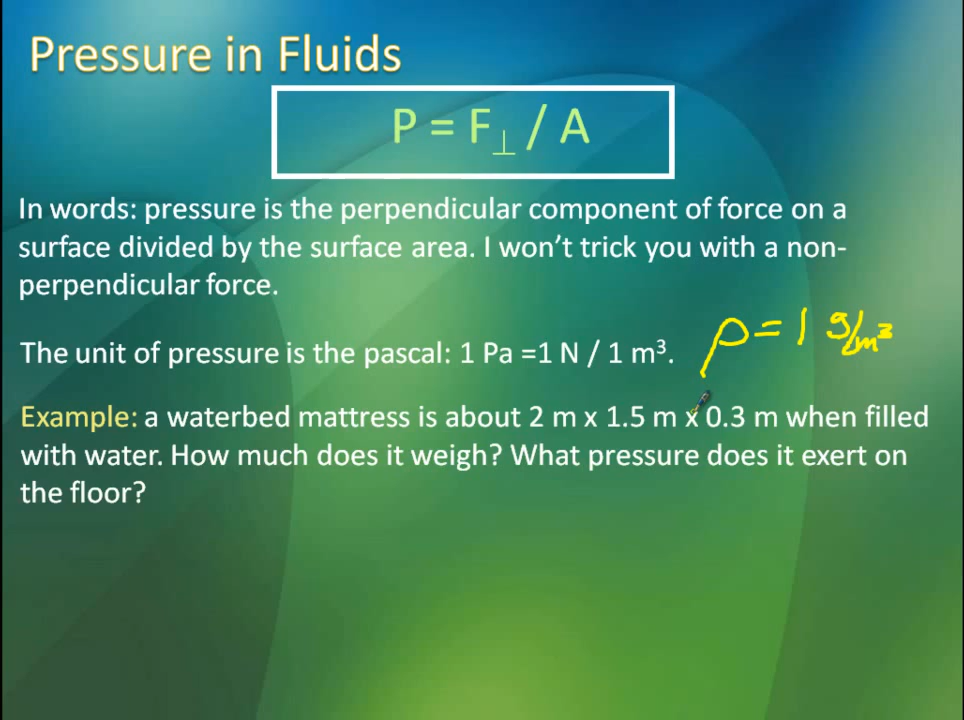 Pressure in Fluids
P = F⊥ / A
In words: pressure is the perpendicular component of force on a
surface divided by the surface area. I won't trick you with a non-
perpendicular force.
ρ = 1 g/m³
The unit of pressure is the pascal: 1 Pa =1 N / 1 m³.
Example: a waterbed mattress is about 2 m x 1.5 m x 0.3 m when filled
with water. How much does it weigh? What pressure does it exert on
the floor?